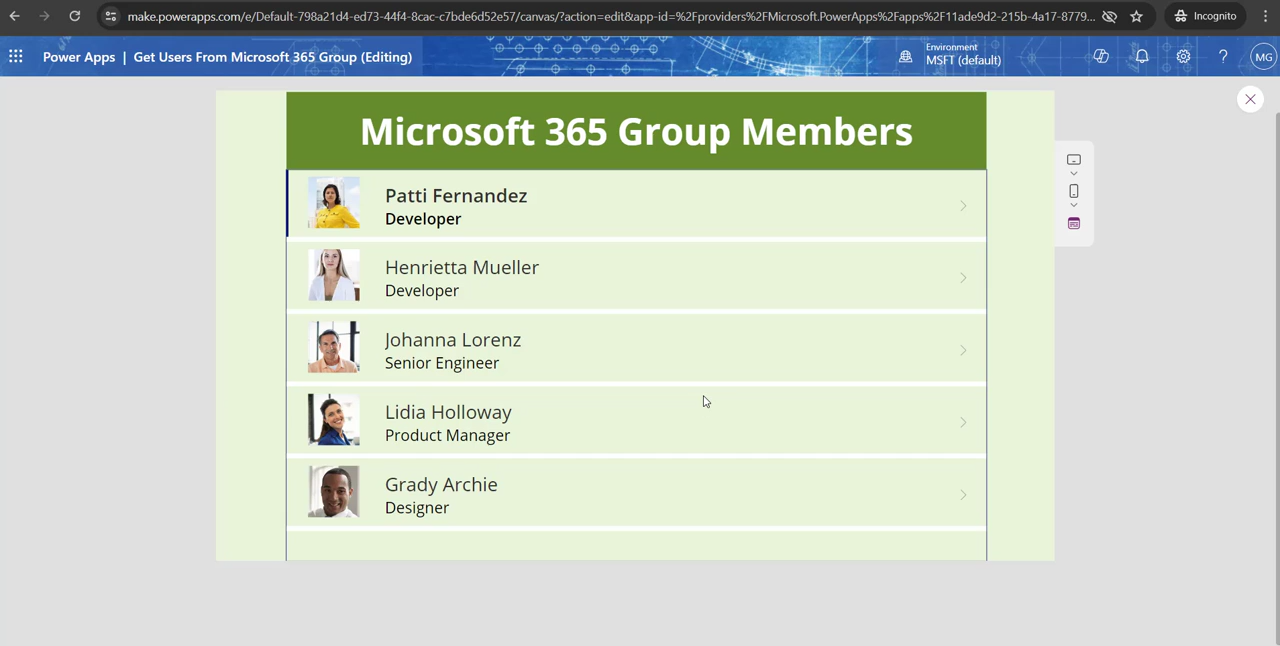 make.powerapps.com/e/Default-798a21d4-ed73-44f4-8cac-c7bde6d52e57/canvas/?action=edit&app-id=%2Fproviders%2FMicrosoft.PowerApps%2Fapps%2F11ade9d2-215b-4a17-8779...
Incognito
Power Apps | Get Users From Microsoft 365 Group (Editing)
Environment
MSFT (default)
?
MG
Microsoft 365 Group Members
Patti Fernandez
Developer
Henrietta Mueller
Developer
Johanna Lorenz
Senior Engineer
Lidia Holloway
Product Manager
Grady Archie
Designer